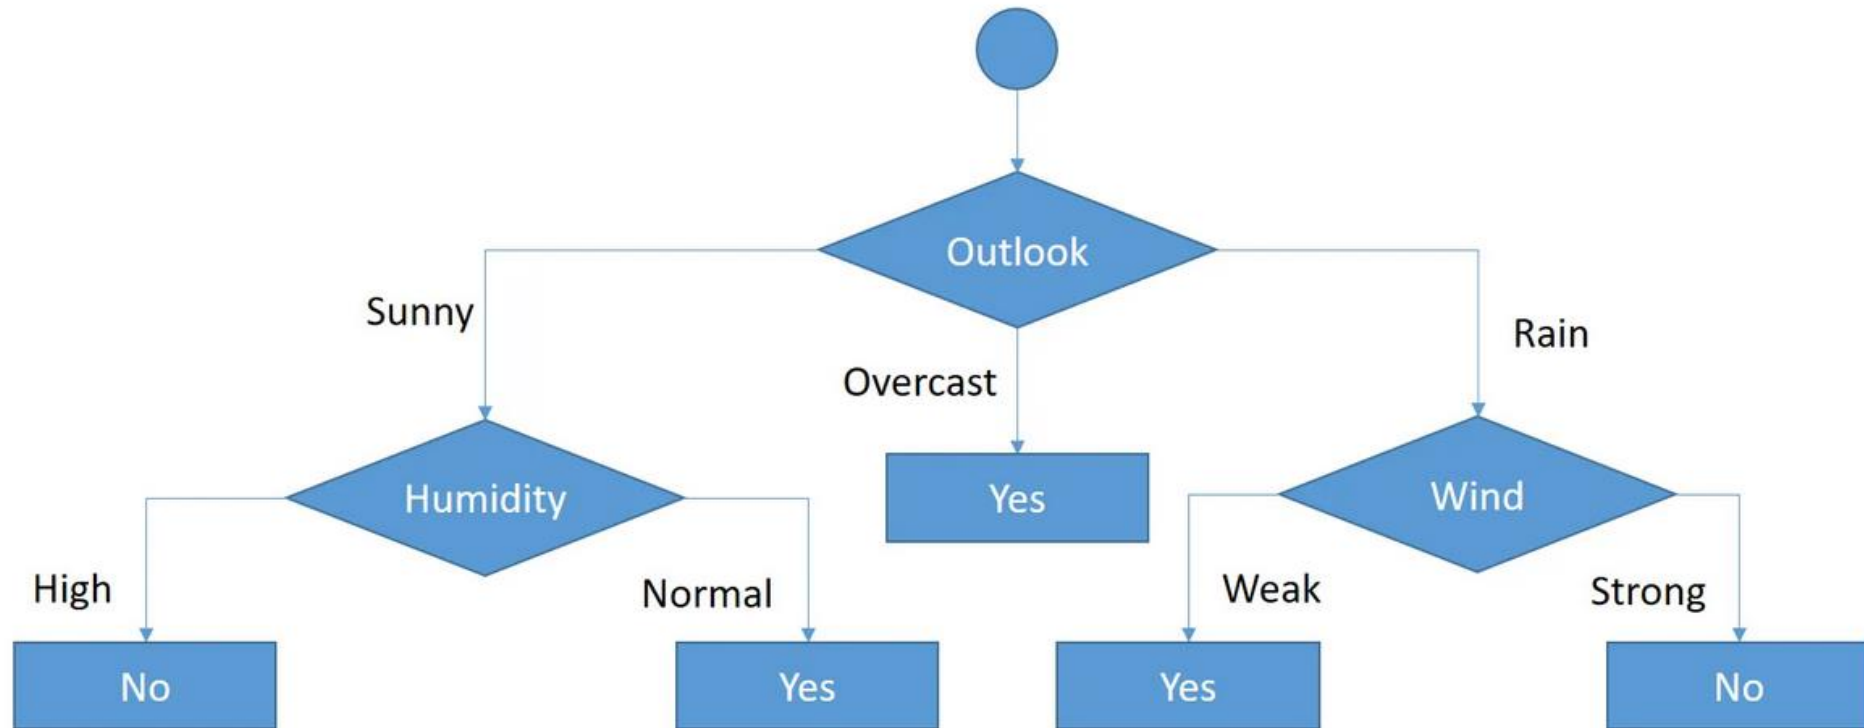 Outlook
Sunny
Rain
Overcast
Humidity
Yes
Wind
High
Normal
Weak
Strong
No
Yes
Yes
No